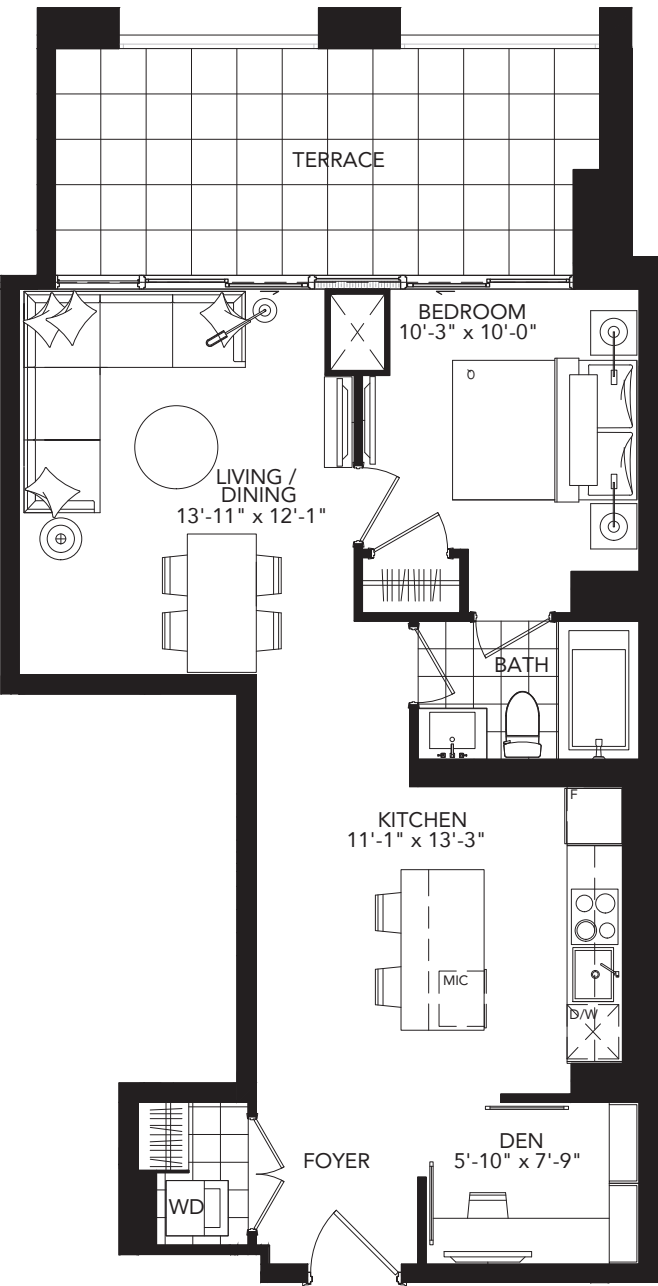 TERRACE
BEDROOM
10'-3" x 10'-0"
LIVING /
DINING
13'-11" x 12'-1"
BATH
KITCHEN
11'-1" x 13'-3"
F
MIC
D/W
DEN
5'-10" x 7'-9"
FOYER
WD